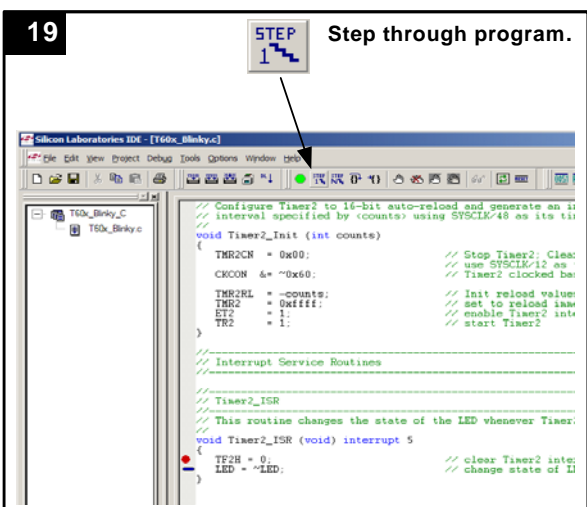 19
STEP
1
Step through program.
Silicon Laboratories IDE - [T60x_Blinky.c]
File Edit View Project Debug Tools Options Window Help
T60x_Blinky_C
T60x_Blinky.c
// Configure Timer2 to 16-bit auto-reload and generate an in
// interval specified by <counts> using SYSCLK/48 as its ti
//
void Timer2_Init (int counts)
{
TMR2CN = 0x00; // Stop Timer2; Clea
// use SYSCLK/12 as
CKCON &= ~0x60; // Timer2 clocked ba
TMR2RL = -counts; // Init reload values
TMR2 = 0xffff; // set to reload imm
ET2 = 1; // enable Timer2 inte
TR2 = 1; // start Timer2
}
//-----------------------------------------------------------
// Interrupt Service Routines
//-----------------------------------------------------------
//-----------------------------------------------------------
// Timer2_ISR
//-----------------------------------------------------------
// This routine changes the state of the LED whenever Timer
//
void Timer2_ISR (void) interrupt 5
{
TF2H = 0; // clear Timer2 inte
LED = ~LED; // change state of L
}